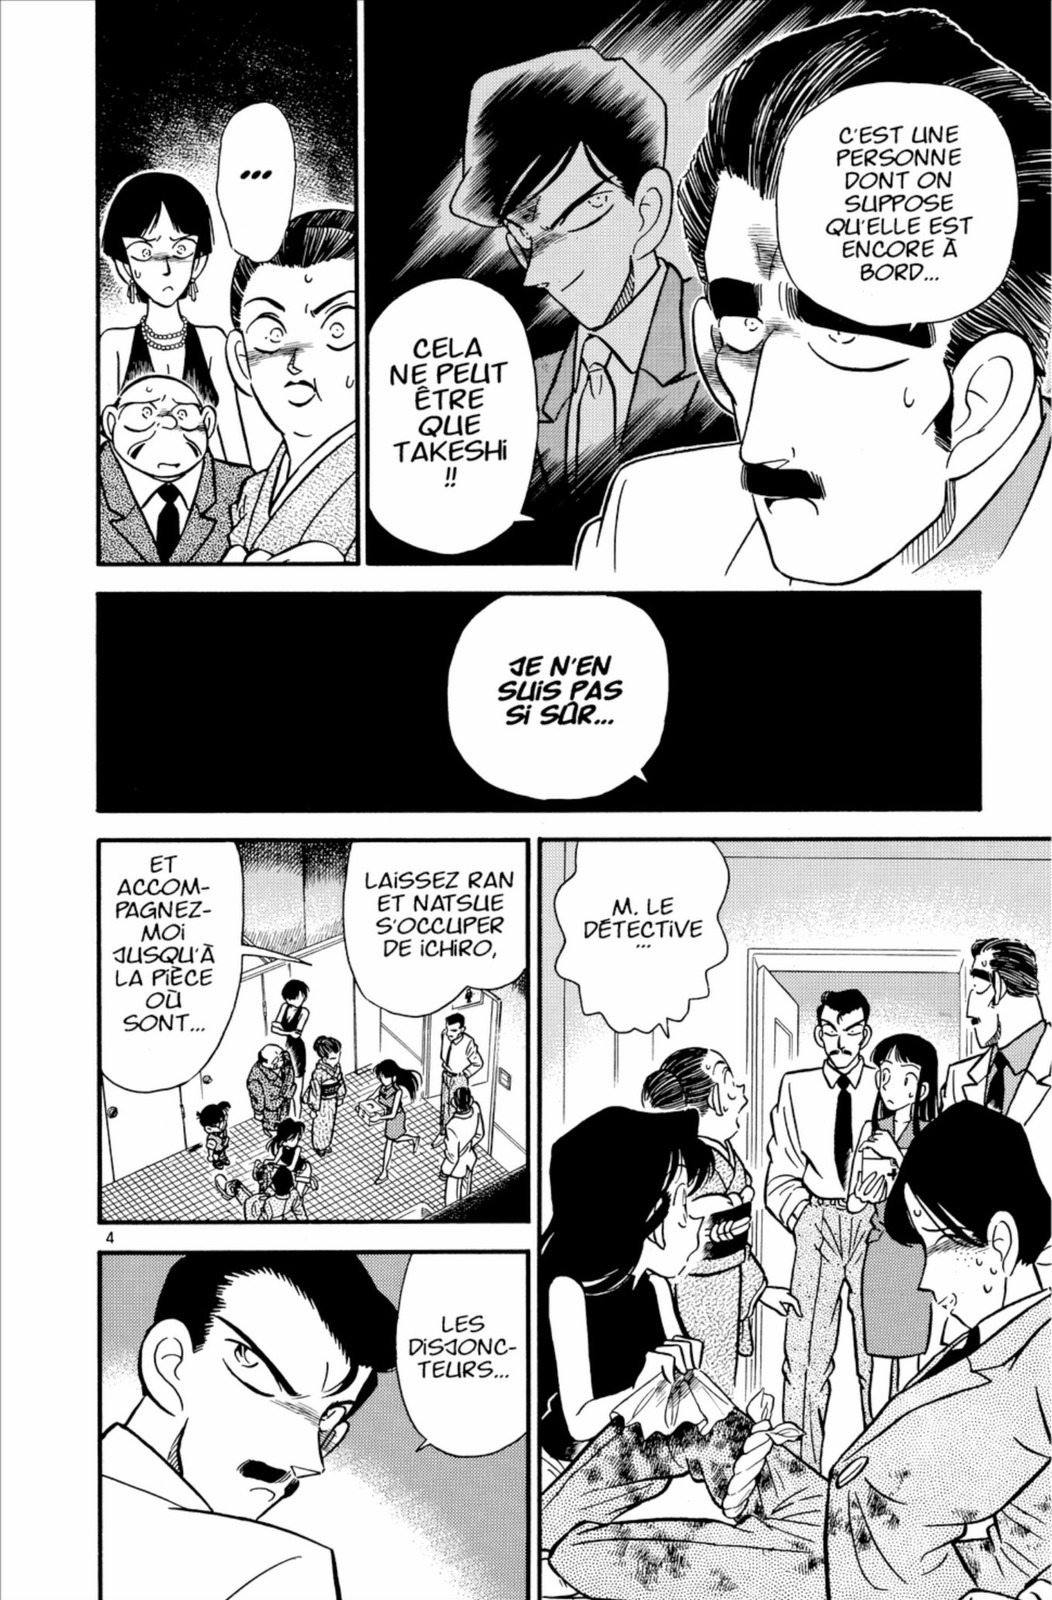 C'EST UNE
PERSONNE
DONT ON
SUPPOSE
QU'ELLE EST
ENCORE À
BORD...
CELA
NE PEUT
ÊTRE
QUE
TAKESHI
!!
...
JE N'EN
SUIS PAS
SI SÛR...
M. LE
DÉTECTIVE
...
LAISSEZ RAN
ET NATSUE
S'OCCUPER
DE ICHIRO,
ET
ACCOM-
PAGNEZ-
MOI
JUSQU'À
LA PIÈCE
OÙ
SONT...
4
LES
DISJONC-
TEURS...